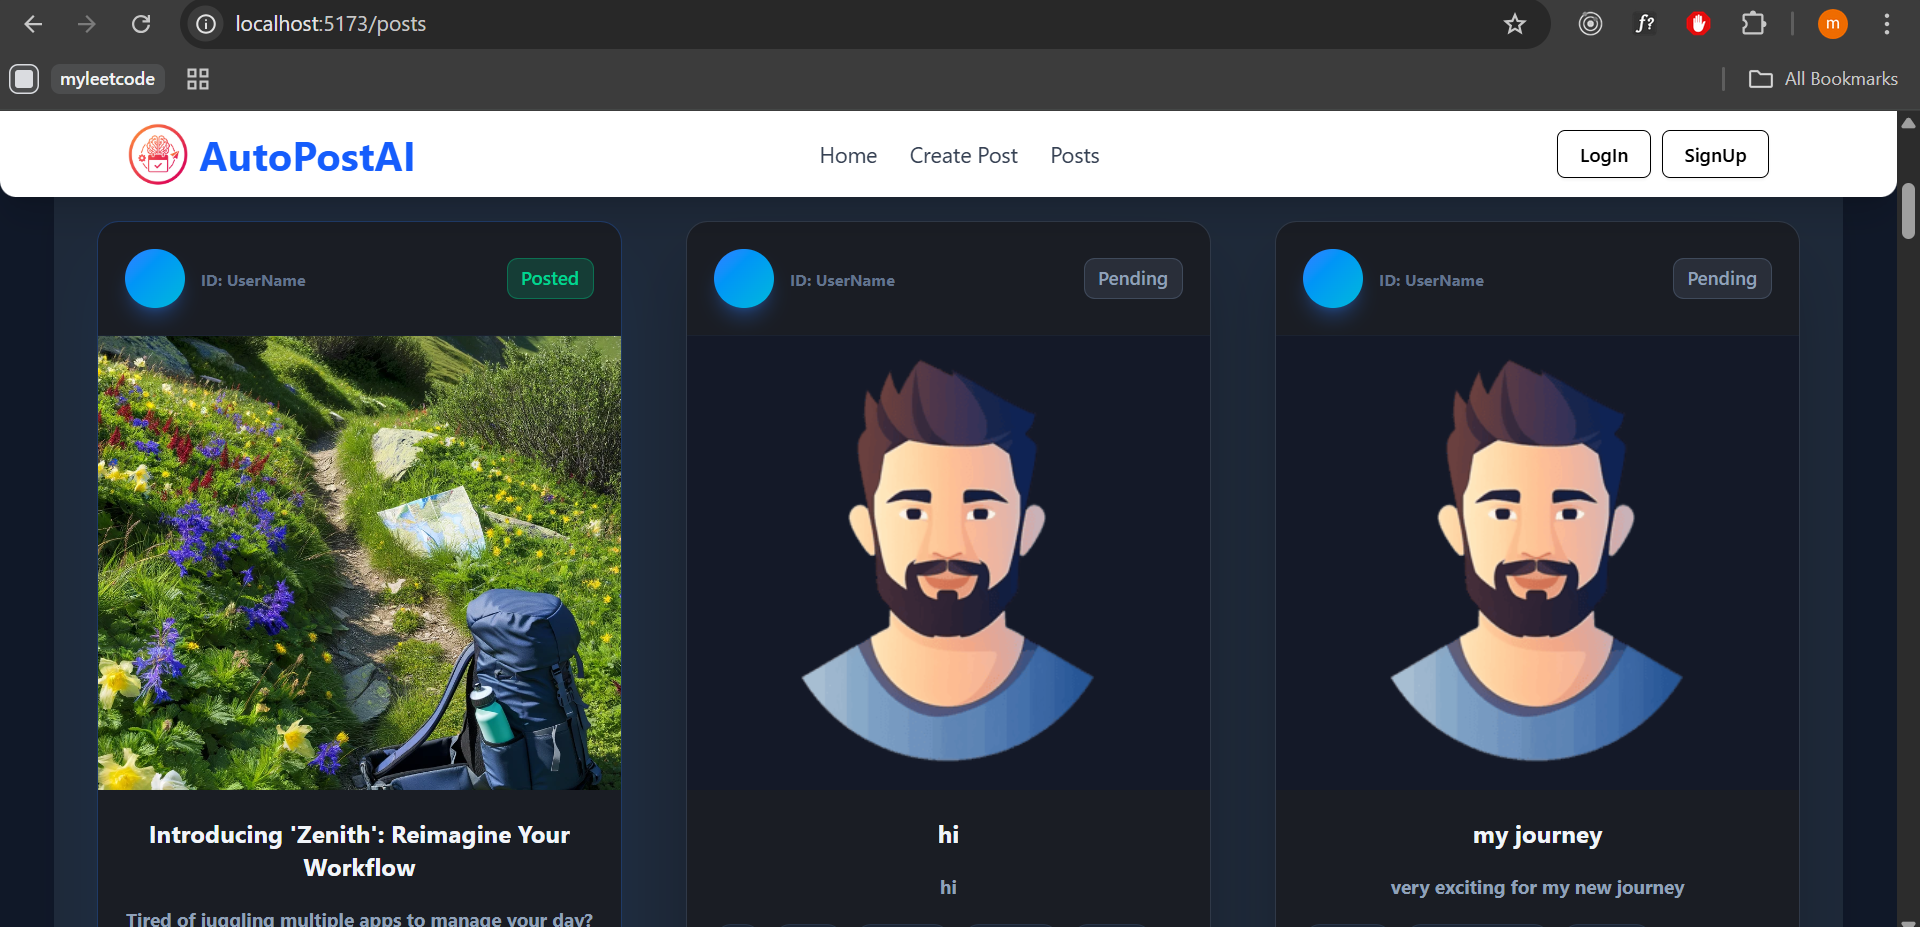 localhost:5173/posts
f?
m
myleetcode
All Bookmarks
AutoPostAI
Home
Create Post
Posts
LogIn
SignUp
ID: UserName
Posted
ID: UserName
Pending
ID: UserName
Pending
Introducing 'Zenith': Reimagine Your
Workflow
Tired of juggling multiple apps to manage your day?
hi
hi
my journey
very exciting for my new journey